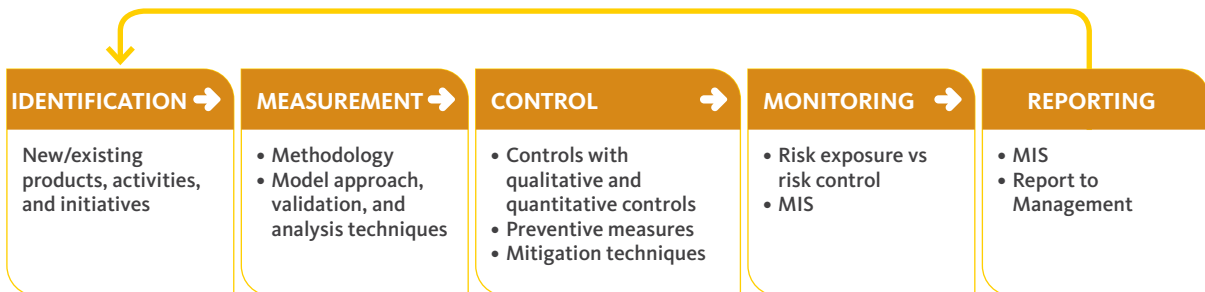 IDENTIFICATION
New/existing
products, activities,
and initiatives
MEASUREMENT
• Methodology
• Model approach,
validation, and
analysis techniques
CONTROL
• Controls with
qualitative and
quantitative controls
• Preventive measures
• Mitigation techniques
MONITORING
• Risk exposure vs
risk control
• MIS
REPORTING
• MIS
• Report to
Management